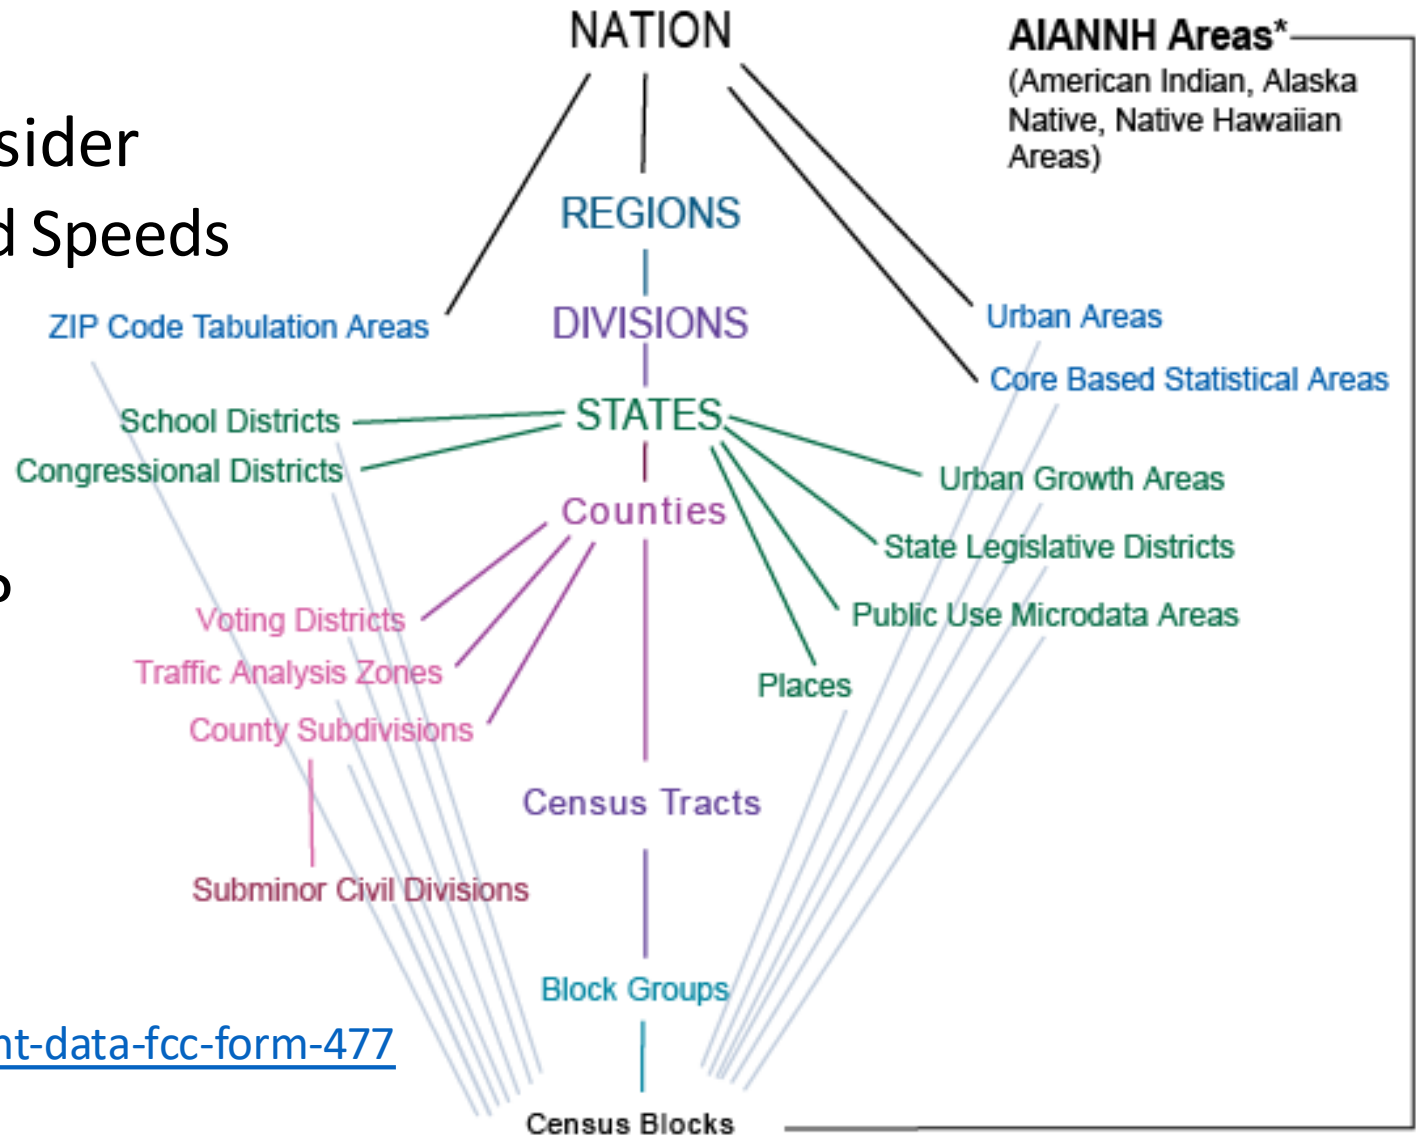 NATION
AIANNH Areas*
(American Indian, Alaska
Native, Native Hawaiian
Areas)
sider
d Speeds
REGIONS
ZIP Code Tabulation Areas
DIVISIONS
Urban Areas
Core Based Statistical Areas
School Districts
STATES
Congressional Districts
Urban Growth Areas
Counties
State Legislative Districts
Voting Districts
Public Use Microdata Areas
Traffic Analysis Zones
Places
County Subdivisions
Census Tracts
Subminor Civil Divisions
Block Groups
nt-data-fcc-form-477
Census Blocks